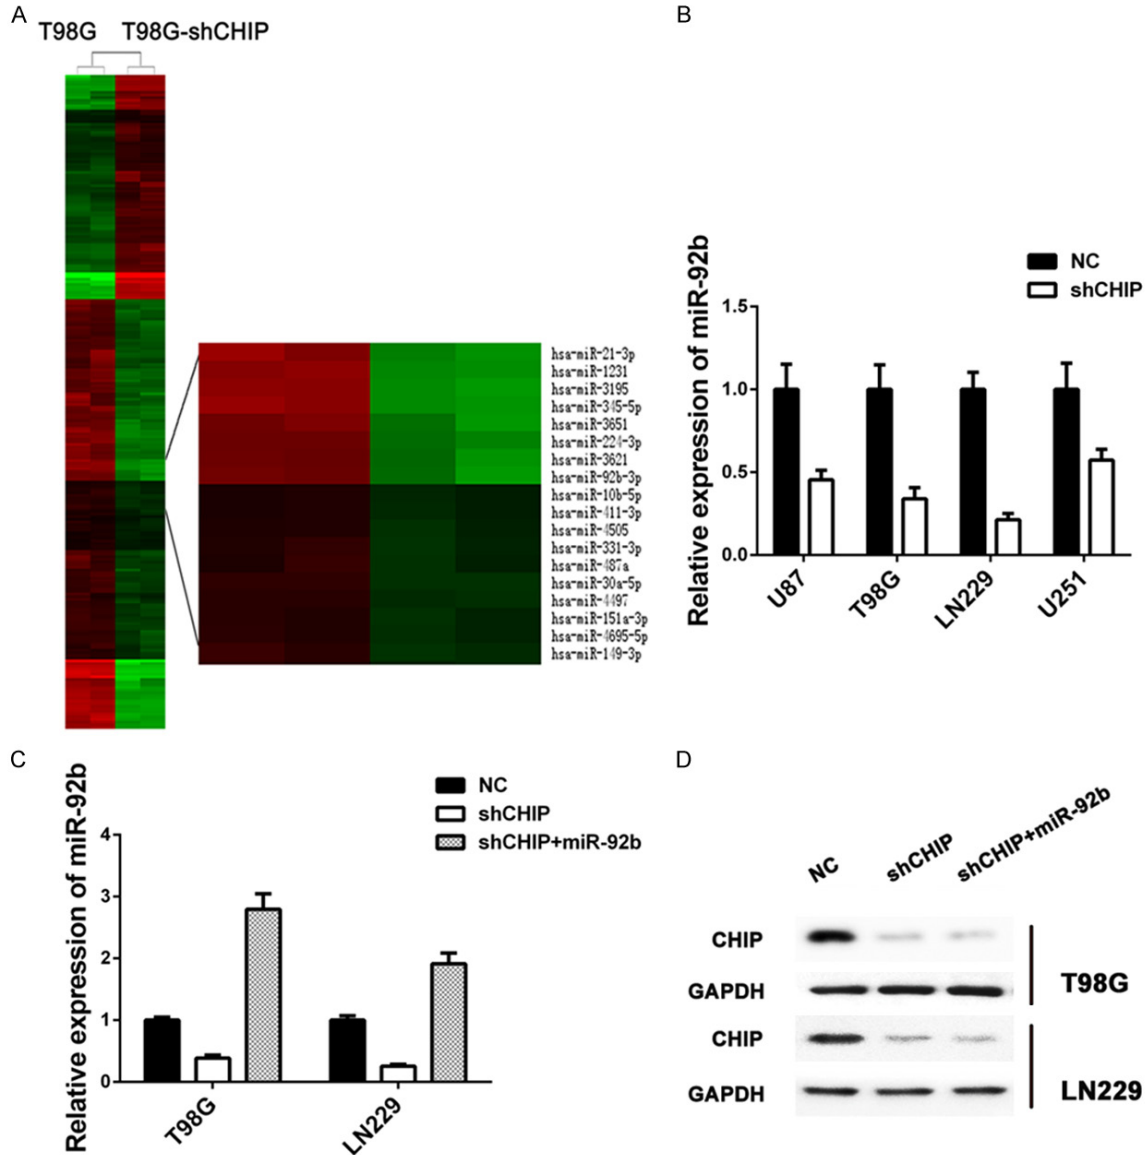 A
T98G T98G-shCHIP
hsa-miR-21-3p
hsa-miR-1231
hsa-miR-3195
hsa-miR-345-5p
hsa-miR-3651
hsa-miR-224-3p
hsa-miR-3621
hsa-miR-92b-3p
hsa-miR-10b-5p
hsa-miR-411-3p
hsa-miR-4505
hsa-miR-331-3p
hsa-miR-487a
hsa-miR-30a-5p
hsa-miR-4497
hsa-miR-151a-3p
hsa-miR-4695-5p
hsa-miR-149-3p
B
Relative expression of miR-92b
NC
shCHIP
1.5
1.0
0.5
0.0
U87 T98G LN229 U251
C
Relative expression of miR-92b
NC
shCHIP
shCHIP+miR-92b
4
3
2
1
0
T98G LN229
D
NC shCHIP shCHIP+miR-92b
CHIP
GAPDH
T98G
CHIP
GAPDH
LN229